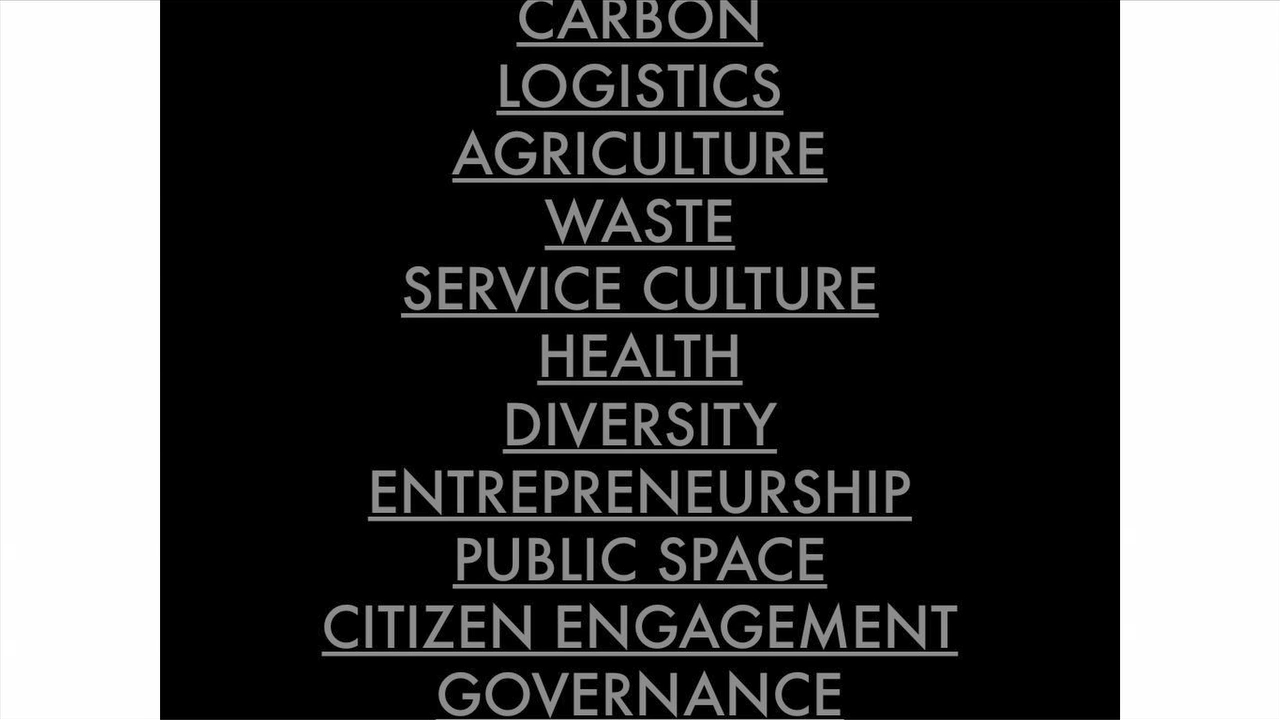 CARBON
LOGISTICS
AGRICULTURE
WASTE
SERVICE CULTURE
HEALTH
DIVERSITY
ENTREPRENEURSHIP
PUBLIC SPACE
CITIZEN ENGAGEMENT
GOVERNANCE